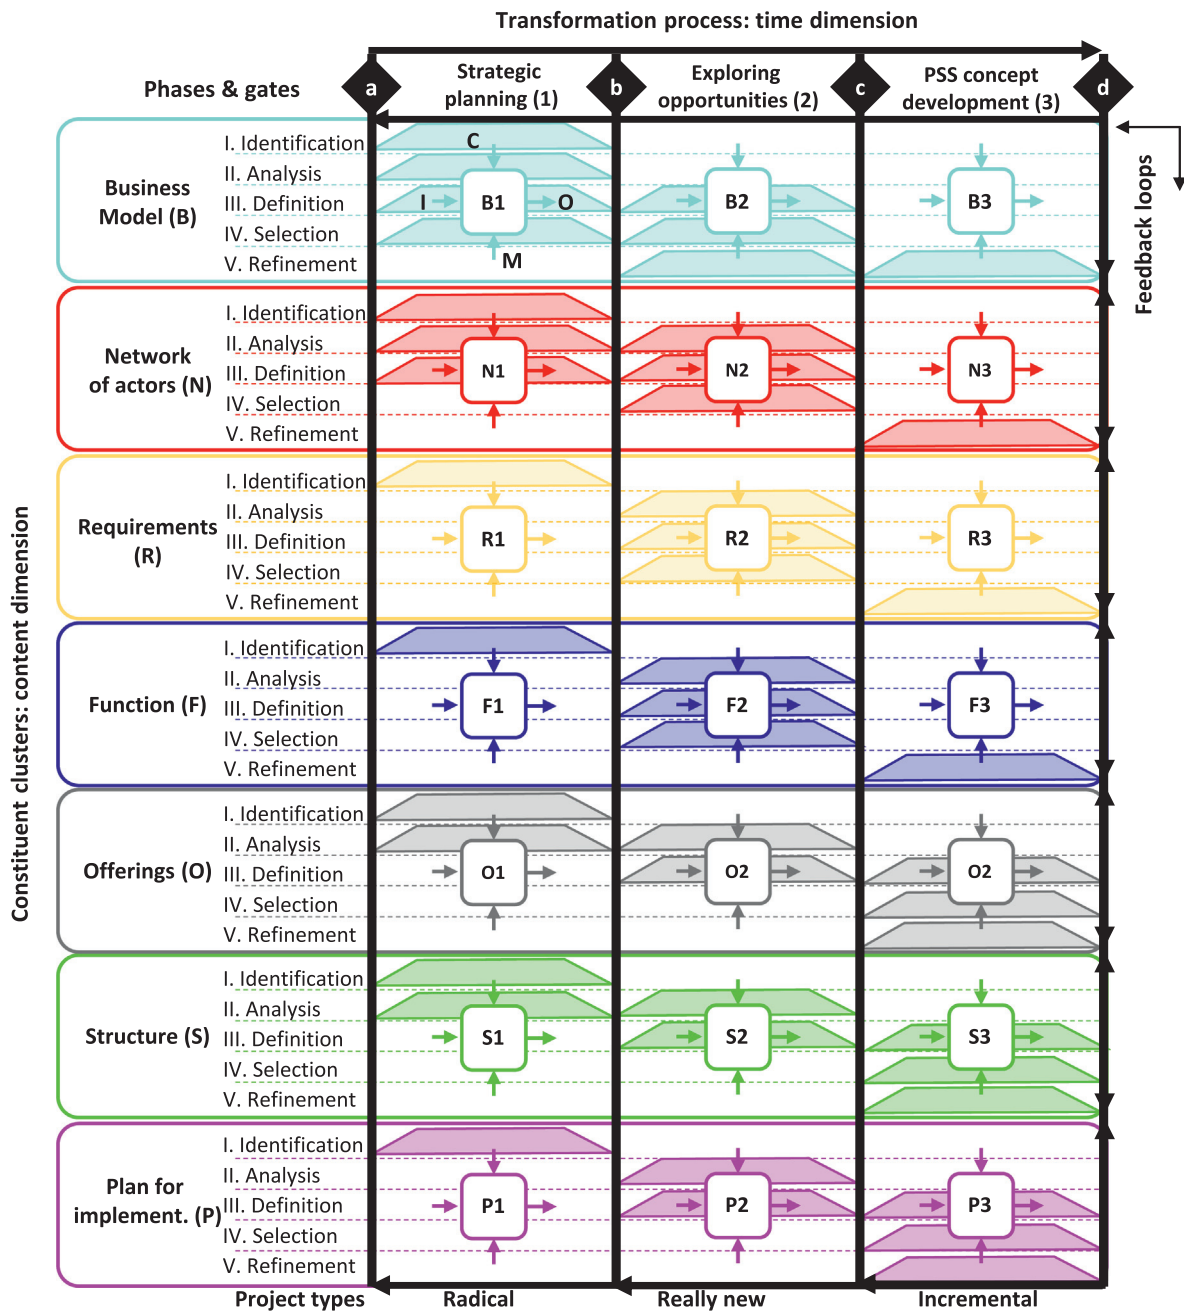 Transformation process: time dimension
Phases & gates
a
Strategic
planning (1)
b
Exploring
opportunities (2)
c
PSS concept
development (3)
d
Feedback loops
Constituent clusters: content dimension
Business
Model (B)
I. Identification
II. Analysis
III. Definition
IV. Selection
V. Refinement
C
I
B1
O
M
B2
B3
Network
of actors (N)
I. Identification
II. Analysis
III. Definition
IV. Selection
V. Refinement
N1
N2
N3
Requirements
(R)
I. Identification
II. Analysis
III. Definition
IV. Selection
V. Refinement
R1
R2
R3
Function (F)
I. Identification
II. Analysis
III. Definition
IV. Selection
V. Refinement
F1
F2
F3
Offerings (O)
I. Identification
II. Analysis
III. Definition
IV. Selection
V. Refinement
O1
O2
O2
Structure (S)
I. Identification
II. Analysis
III. Definition
IV. Selection
V. Refinement
S1
S2
S3
Plan for
implement. (P)
I. Identification
II. Analysis
III. Definition
IV. Selection
V. Refinement
P1
P2
P3
Project types
Radical
Really new
Incremental